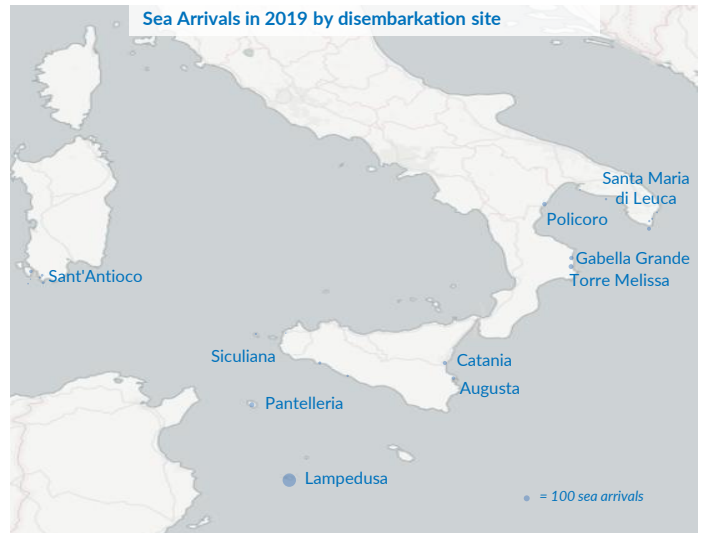 Sea Arrivals in 2019 by disembarkation site
Santa Maria
di Leuca
Policoro
Gabella Grande
Torre Melissa
Sant'Antioco
Siculiana
Catania
Augusta
Pantelleria
Lampedusa
= 100 sea arrivals